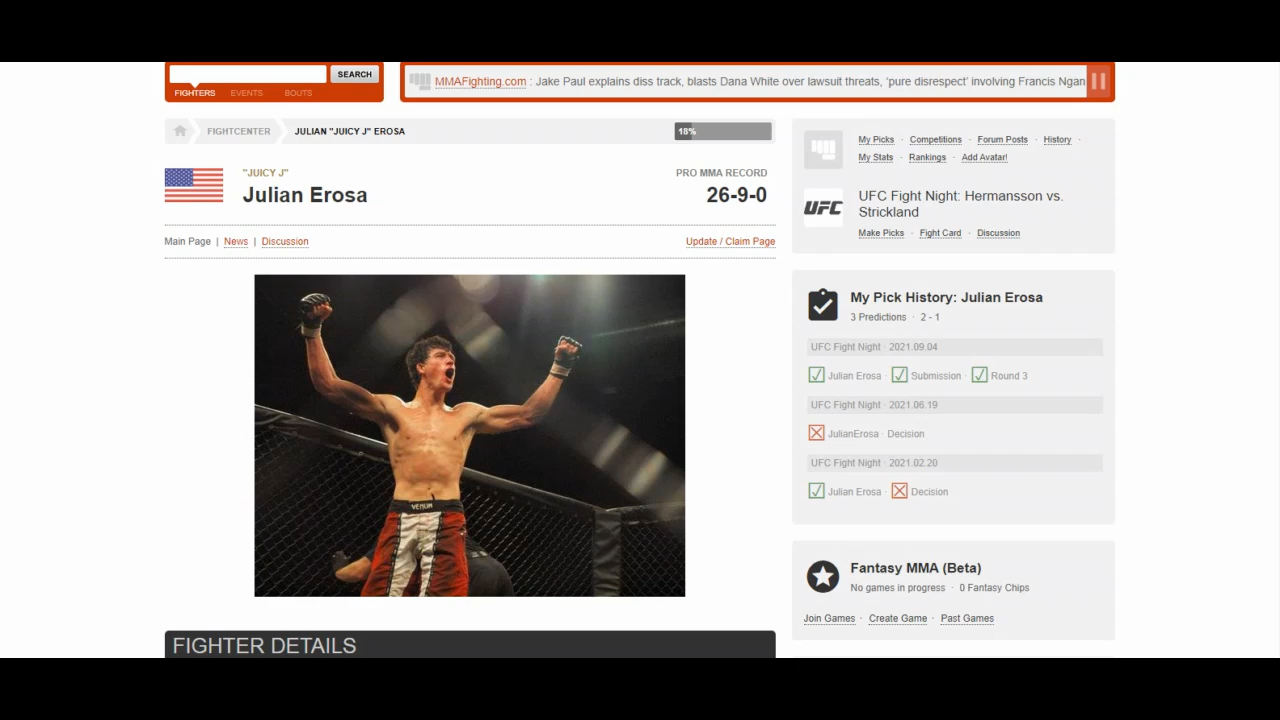 SEARCH
FIGHTERS EVENTS BOUTS
MMAFighting.com : Jake Paul explains diss track, blasts Dana White over lawsuit threats, 'pure disrespect' involving Francis Ngan
FIGHTCENTER JULIAN "JUICY J" EROSA 18%
"JUICY J" PRO MMA RECORD
Julian Erosa 26-9-0
Main Page | News | Discussion Update / Claim Page
VENUM
FIGHTER DETAILS
My Picks · Competitions · Forum Posts · History ·
My Stats · Rankings · Add Avatar!
UFC
UFC Fight Night: Hermansson vs.
Strickland
Make Picks · Fight Card · Discussion
My Pick History: Julian Erosa
3 Predictions · 2 - 1
UFC Fight Night · 2021.09.04
Julian Erosa · Submission · Round 3
UFC Fight Night · 2021.06.19
JulianErosa · Decision
UFC Fight Night · 2021.02.20
Julian Erosa · Decision
Fantasy MMA (Beta)
No games in progress · 0 Fantasy Chips
Join Games · Create Game · Past Games